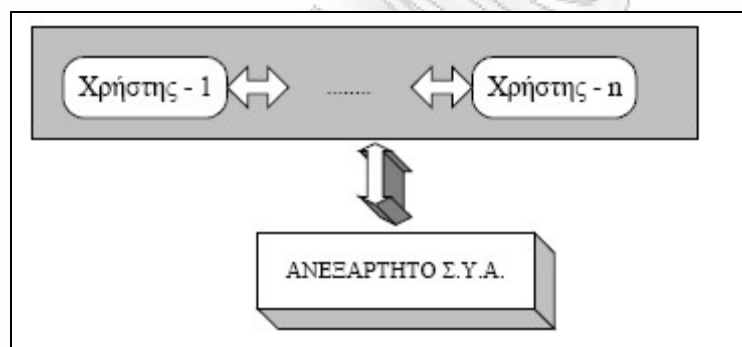 Χρήστης - 1 ........ Χρήστης - n
ΑΝΕΞΑΡΤΗΤΟ Σ.Υ.Α.